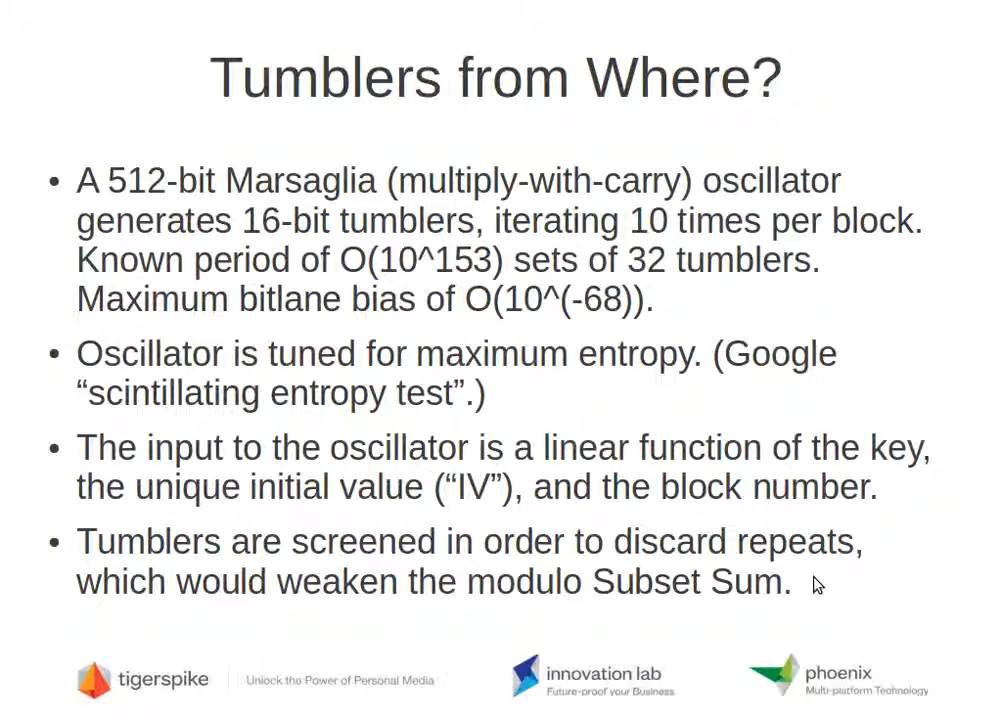 Tumblers from Where?
• A 512-bit Marsaglia (multiply-with-carry) oscillator
generates 16-bit tumblers, iterating 10 times per block.
Known period of O(10^153) sets of 32 tumblers.
Maximum bitlane bias of O(10^(-68)).
• Oscillator is tuned for maximum entropy. (Google
“scintillating entropy test”.)
• The input to the oscillator is a linear function of the key,
the unique initial value (“IV”), and the block number.
• Tumblers are screened in order to discard repeats,
which would weaken the modulo Subset Sum.
tigerspike
Unlock the Power of Personal Media
innovation lab
Future-proof your Business
phoenix
Multi-platform Technology